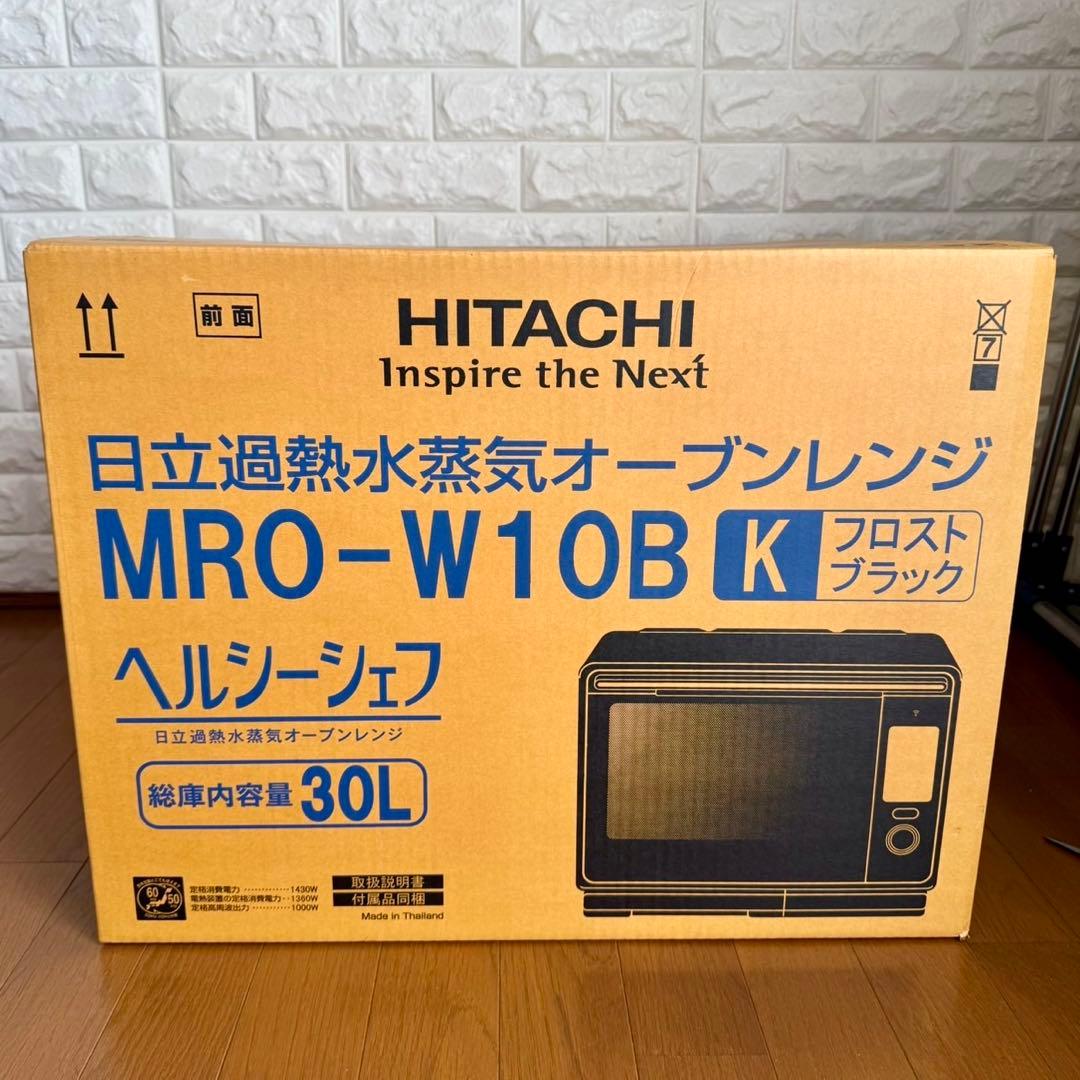 前面
HITACHI
Inspire the Next
7
日立過熱水蒸気オーブンレンジ
MRO-W10B K フロスト
ブラック
ヘルシーシェフ
日立過熱水蒸気オーブンレンジ
総庫内容量 30L
60 50
定格消費電力 ‥‥‥‥‥‥ 1430W
電熱装置の定格消費電力‥1360W
定格高周波出力‥‥‥‥‥1000W
取扱説明書
付属品同梱
Made in Thailand